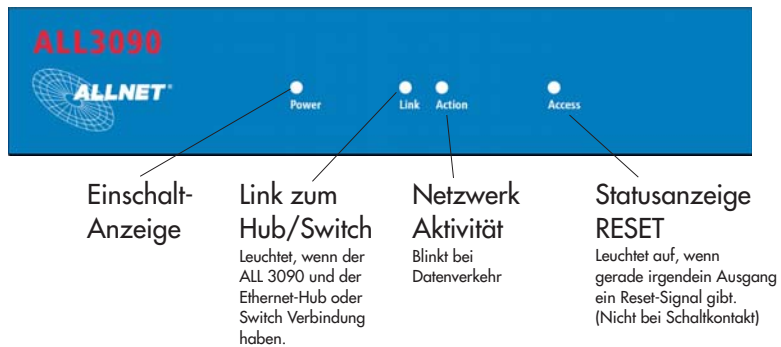 ALL3090
ALLNET®
Power
Link
Action
Access
Einschalt-
Anzeige
Link zum
Hub/Switch
Leuchtet, wenn der
ALL 3090 und der
Ethernet-Hub oder
Switch Verbindung
haben.
Netzwerk
Aktivität
Blinkt bei
Datenverkehr
Statusanzeige
RESET
Leuchtet auf, wenn
gerade irgendein Ausgang
ein Reset-Signal gibt.
(Nicht bei Schaltkontakt)